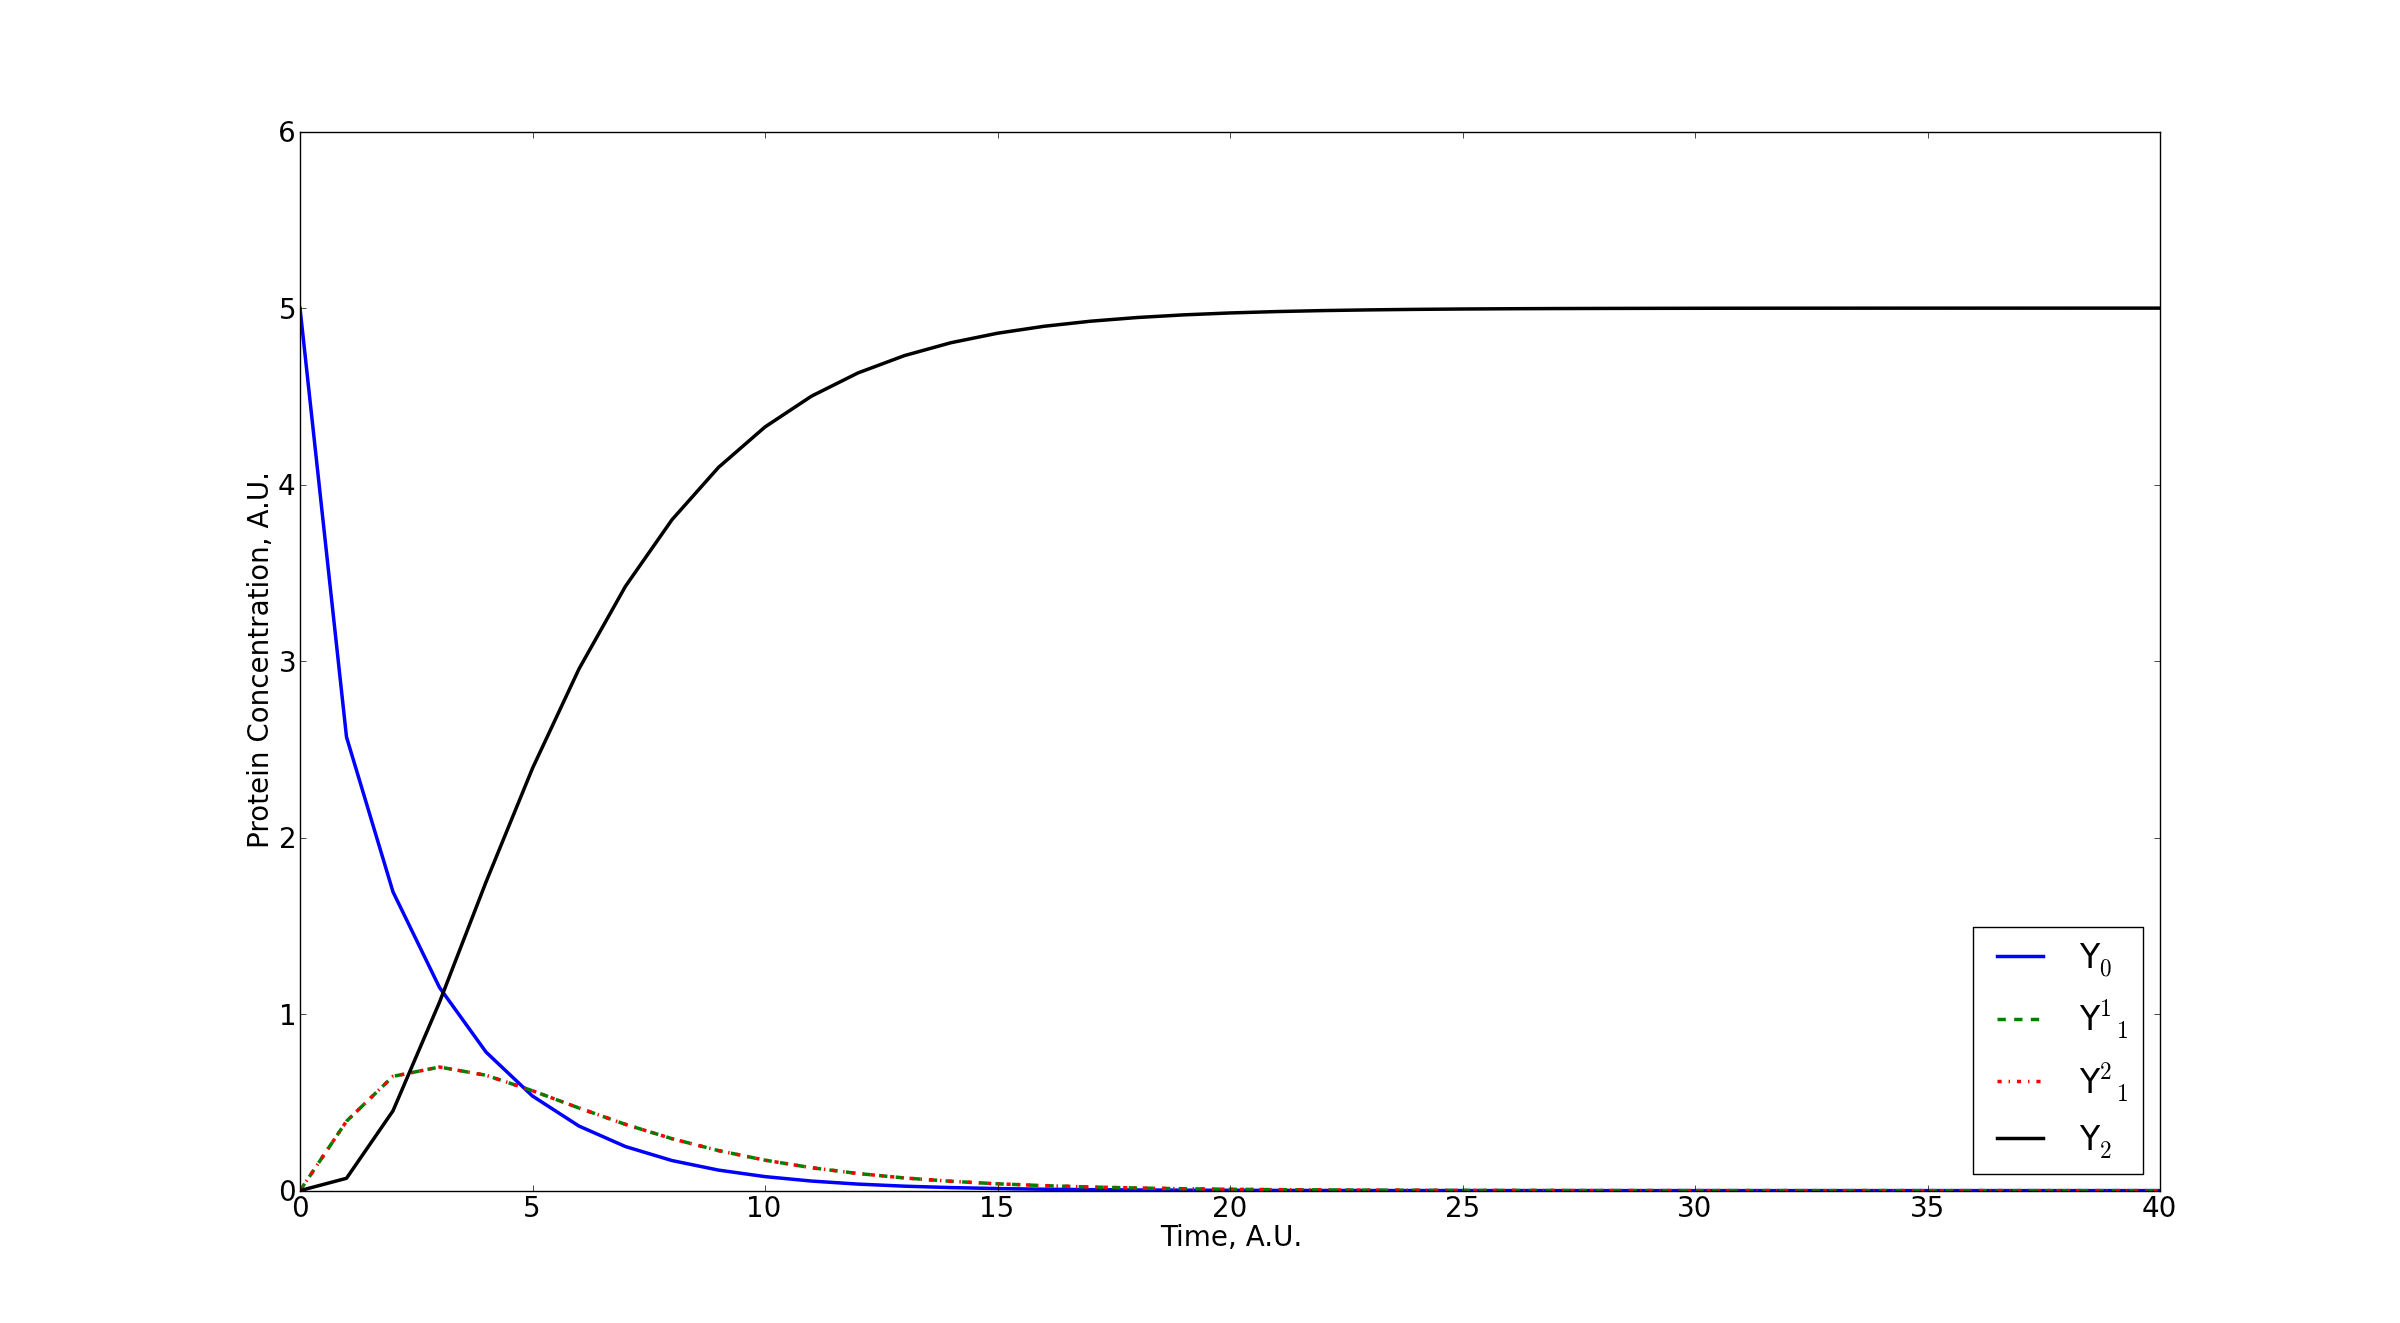 6
5
4
3
2
1
0
Protein Concentration, A.U.
0 5 10 15 20 25 30 35 40
Time, A.U.
Y₀
Y¹₁
Y²₁
Y₂